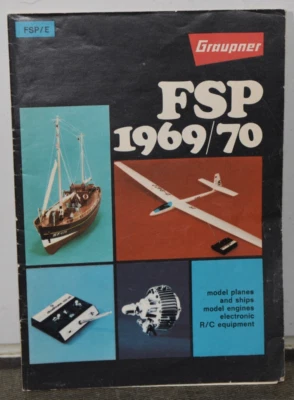 FSP/E
Graupner
FSP
1969/70
model planes
and ships
model engines
electronic
R/C equipment